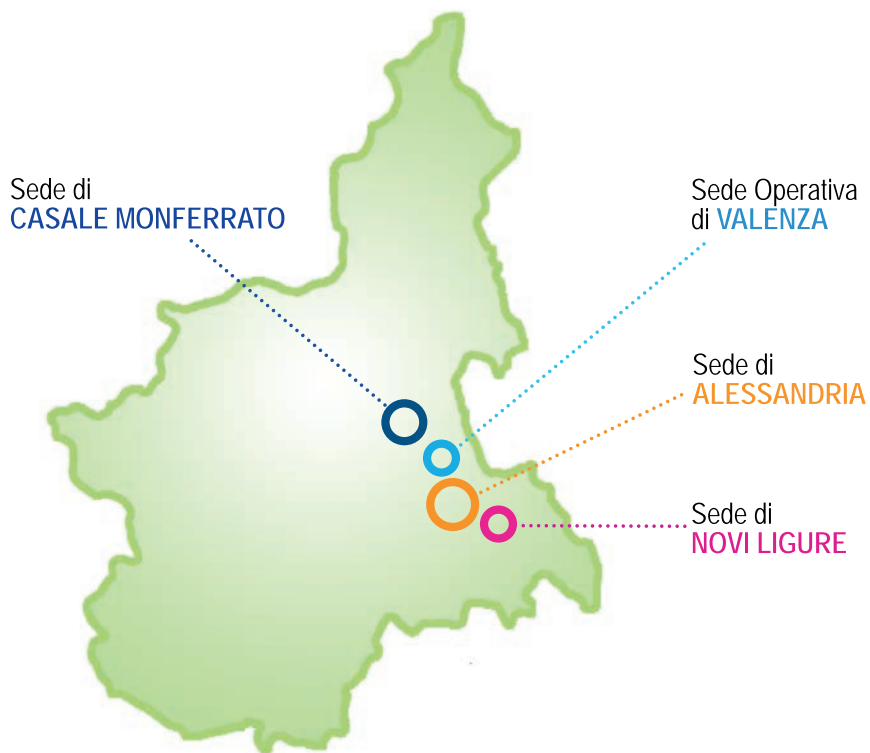 Sede di
CASALE MONFERRATO
Sede Operativa
di VALENZA
Sede di
ALESSANDRIA
Sede di
NOVI LIGURE